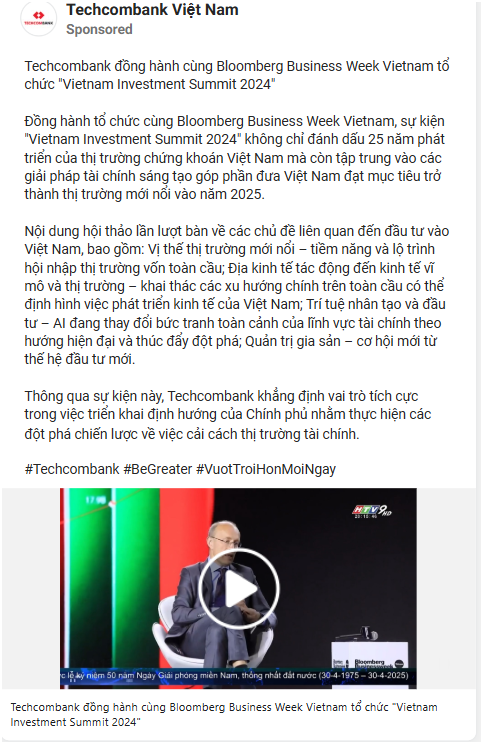 TECHCOMBANK
Techcombank Việt Nam
Sponsored
Techcombank đồng hành cùng Bloomberg Business Week Vietnam tổ
chức "Vietnam Investment Summit 2024"
Đồng hành tổ chức cùng Bloomberg Business Week Vietnam, sự kiện
"Vietnam Investment Summit 2024" không chỉ đánh dấu 25 năm phát
triển của thị trường chứng khoán Việt Nam mà còn tập trung vào các
giải pháp tài chính sáng tạo góp phần đưa Việt Nam đạt mục tiêu trở
thành thị trường mới nổi vào năm 2025.
Nội dung hội thảo lần lượt bàn về các chủ đề liên quan đến đầu tư vào
Việt Nam, bao gồm: Vị thế thị trường mới nổi – tiềm năng và lộ trình
hội nhập thị trường vốn toàn cầu; Địa kinh tế tác động đến kinh tế vĩ
mô và thị trường – khai thác các xu hướng chính trên toàn cầu có thể
định hình việc phát triển kinh tế của Việt Nam; Trí tuệ nhân tạo và đầu
tư – AI đang thay đổi bức tranh toàn cảnh của lĩnh vực tài chính theo
hướng hiện đại và thúc đẩy đột phá; Quản trị gia sản – cơ hội mới từ
thế hệ đầu tư mới.
Thông qua sự kiện này, Techcombank khẳng định vai trò tích cực
trong việc triển khai định hướng của Chính phủ nhằm thực hiện các
đột phá chiến lược về việc cải cách thị trường tài chính.
#Techcombank #BeGreater #VuotTroiHonMoiNgay
HTV9 HD
Bloomberg
Businessweek
lễ kỷ niệm 50 năm Ngày Giải phóng miền Nam, thống nhất đất nước (30-4-1975 – 30-4-2025)
Techcombank đồng hành cùng Bloomberg Business Week Vietnam tổ chức "Vietnam
Investment Summit 2024"